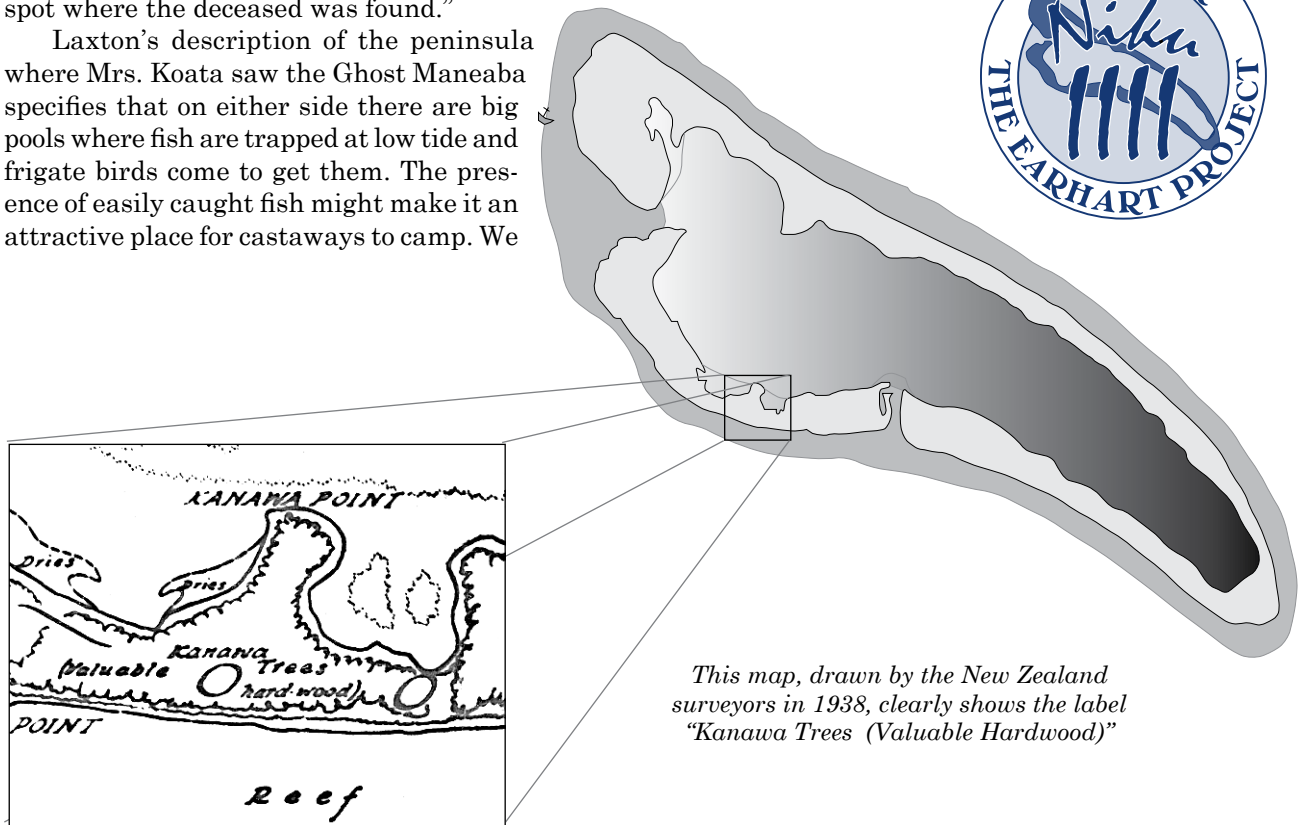 spot where the deceased was found.”
Laxton’s description of the peninsula
where Mrs. Koata saw the Ghost Maneaba
specifies that on either side there are big
pools where fish are trapped at low tide and
frigate birds come to get them. The pres-
ence of easily caught fish might make it an
attractive place for castaways to camp. We
Niku
IIII
THE EARHART PROJECT
KANAWA POINT
Dries
Dries
Kanawa
(Valuable Trees
hard-wood)
POINT
Reef
This map, drawn by the New Zealand
surveyors in 1938, clearly shows the label
“Kanawa Trees (Valuable Hardwood)”